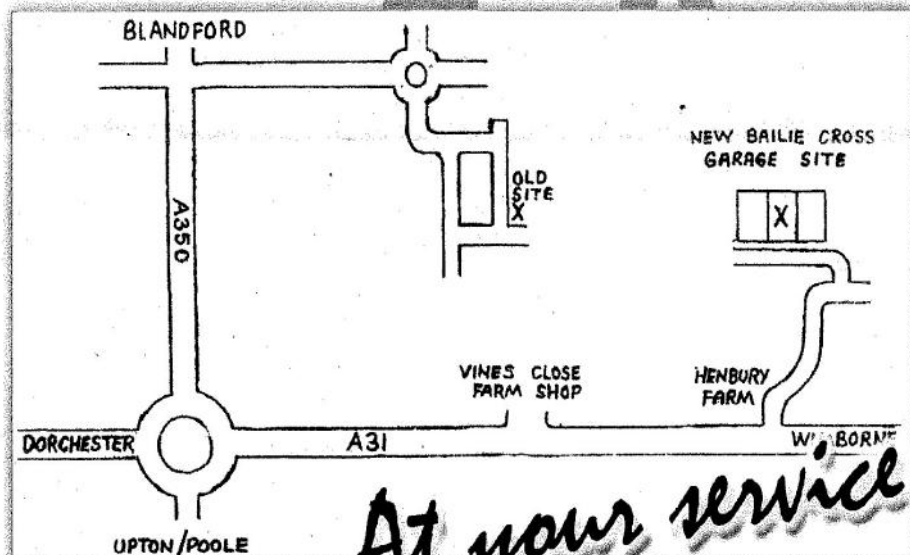 BLANDFORD
A350
OLD
SITE
X
NEW BAILIE CROSS
GARAGE SITE
X
VINES CLOSE
FARM SHOP
HENBURY
FARM
DORCHESTER
A31
WIMBORNE
UPTON/POOLE
At your service